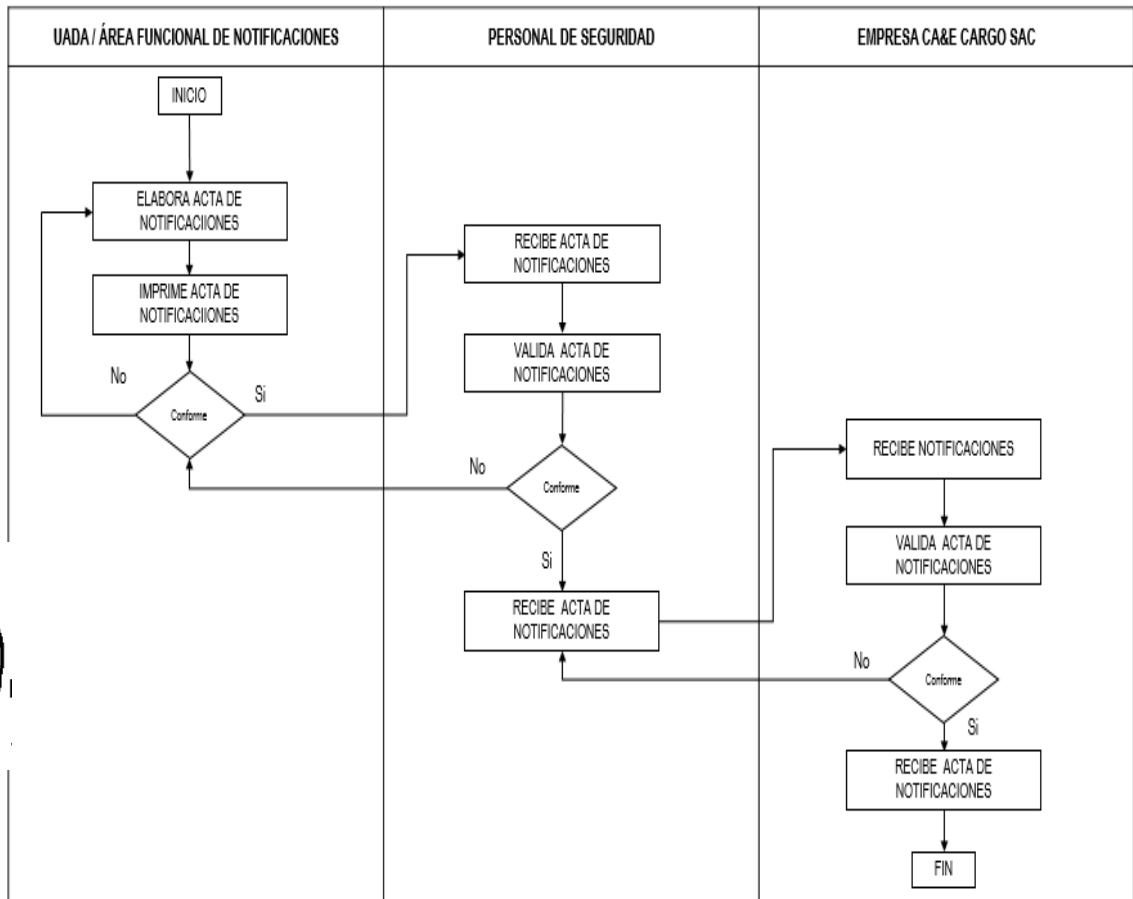 UADA / ÁREA FUNCIONAL DE NOTIFICACIONES
PERSONAL DE SEGURIDAD
EMPRESA CA&E CARGO SAC
INICIO
ELABORA ACTA DE
NOTIFICACIIONES
IMPRIME ACTA DE
NOTIFICACIIONES
No
Conforme
Si
RECIBE ACTA DE
NOTIFICACIONES
VALIDA ACTA DE
NOTIFICACIONES
No
Conforme
Si
RECIBE ACTA DE
NOTIFICACIONES
RECIBE NOTIFICACIONES
VALIDA ACTA DE
NOTIFICACIONES
No
Conforme
Si
RECIBE ACTA DE
NOTIFICACIONES
FIN